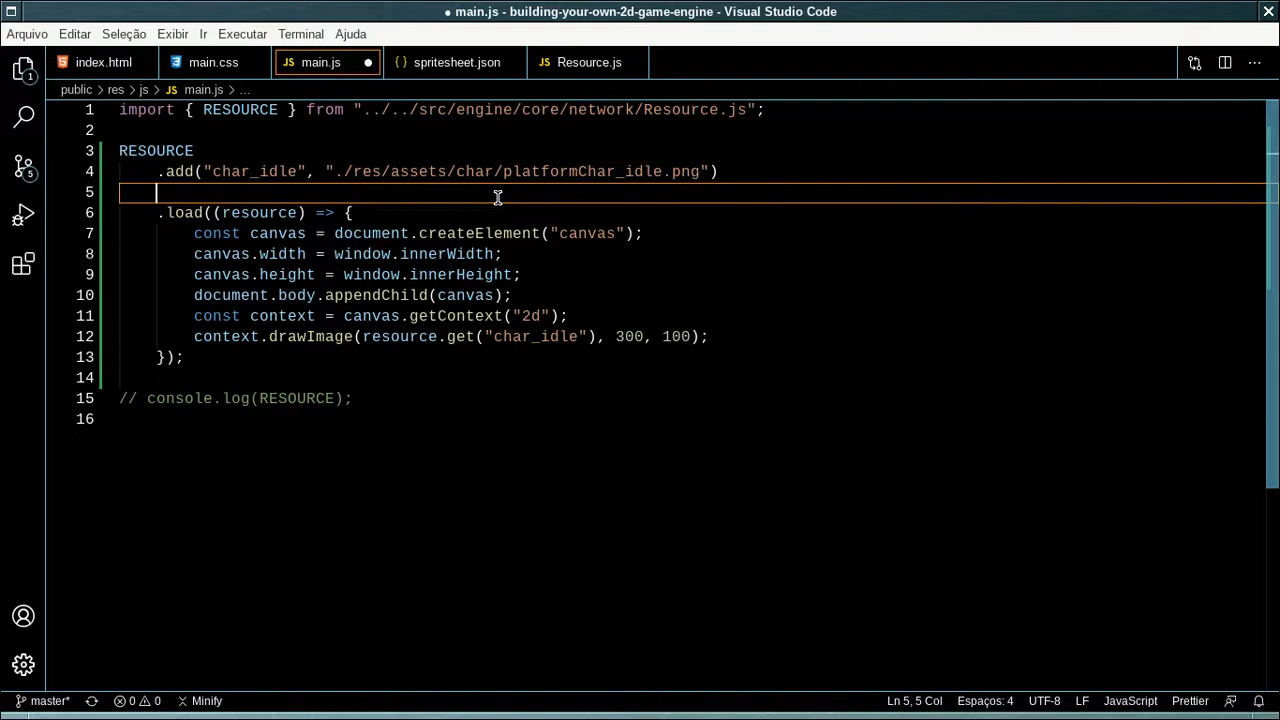 ● main.js - building-your-own-2d-game-engine - Visual Studio Code
Arquivo Editar Seleção Exibir Ir Executar Terminal Ajuda
index.html main.css JS main.js ● {} spritesheet.json JS Resource.js ···
public > res > js > JS main.js > ...
1 import { RESOURCE } from "../../src/engine/core/network/Resource.js";
2
3 RESOURCE
4 .add("char_idle", "./res/assets/char/platformChar_idle.png")
5
6 .load((resource) => {
7 const canvas = document.createElement("canvas");
8 canvas.width = window.innerWidth;
9 canvas.height = window.innerHeight;
10 document.body.appendChild(canvas);
11 const context = canvas.getContext("2d");
12 context.drawImage(resource.get("char_idle"), 300, 100);
13 });
14
15 // console.log(RESOURCE);
16
1
5
master* 0 0 Minify Ln 5, 5 Col Espaços: 4 UTF-8 LF JavaScript Prettier